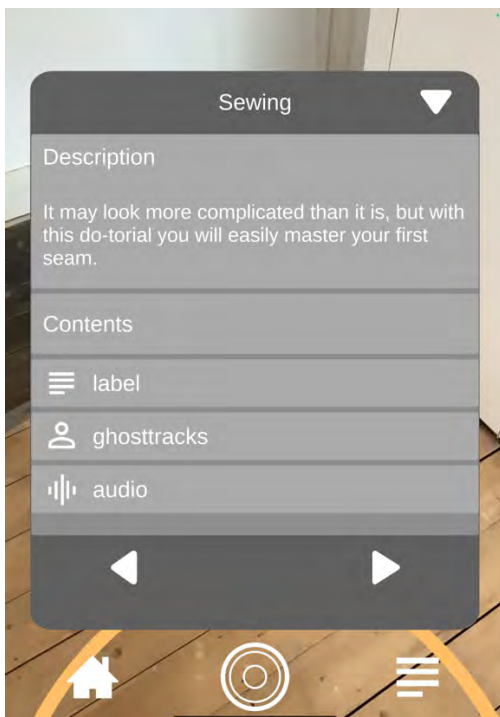 Sewing
Description
It may look more complicated than it is, but with
this do-torial you will easily master your first
seam.
Contents
label
ghosttracks
audio